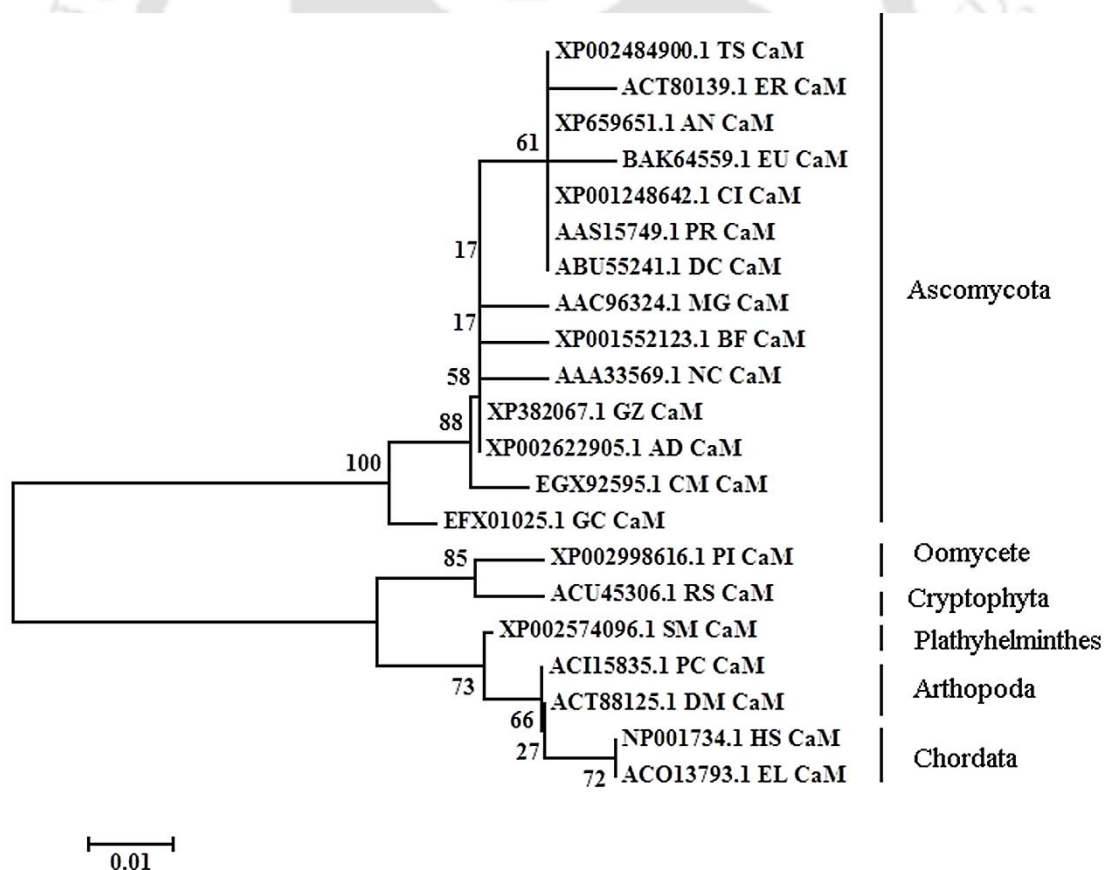 XP002484900.1 TS CaM
ACT80139.1 ER CaM
XP659651.1 AN CaM
61
BAK64559.1 EU CaM
XP001248642.1 CI CaM
AAS15749.1 PR CaM
17
ABU55241.1 DC CaM
Ascomycota
AAC96324.1 MG CaM
17
XP001552123.1 BF CaM
58
AAA33569.1 NC CaM
88
XP382067.1 GZ CaM
XP002622905.1 AD CaM
100
EGX92595.1 CM CaM
EFX01025.1 GC CaM
85
XP002998616.1 PI CaM
Oomycete
ACU45306.1 RS CaM
Cryptophyta
XP002574096.1 SM CaM
Plathyhelminthes
73
ACI15835.1 PC CaM
Arthopoda
66
ACT88125.1 DM CaM
27
NP001734.1 HS CaM
Chordata
72
ACO13793.1 EL CaM
0.01